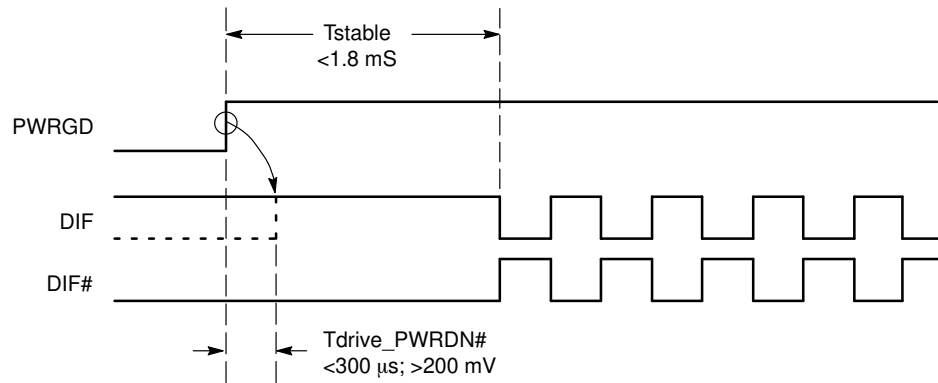 Tstable
<1.8 mS
PWRGD
DIF
DIF#
Tdrive_PWRDN#
<300 μs; >200 mV